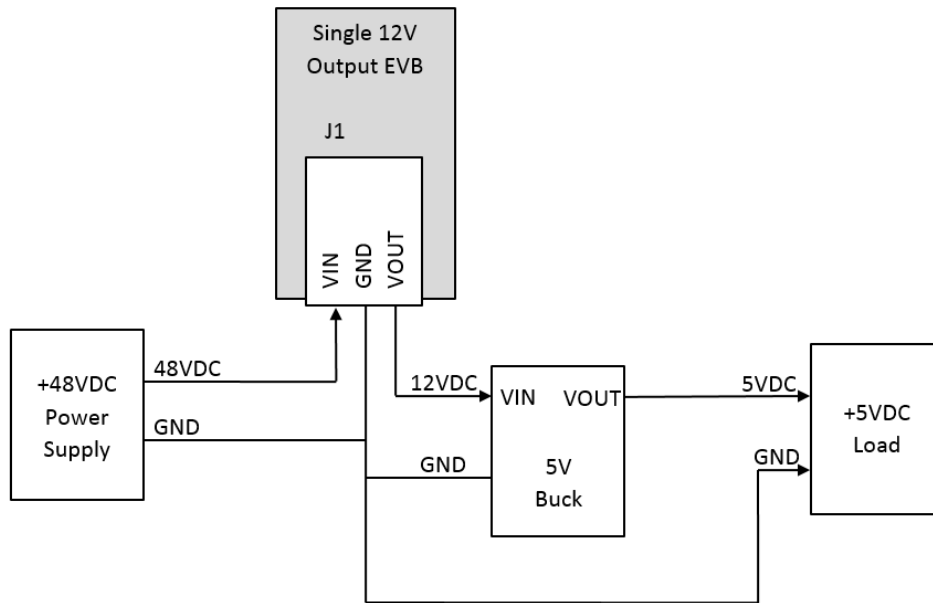 Single 12V
Output EVB
J1
VIN
GND
VOUT
+48VDC
Power
Supply
48VDC
GND
12VDC
GND
VIN
VOUT
5V
Buck
5VDC
GND
+5VDC
Load